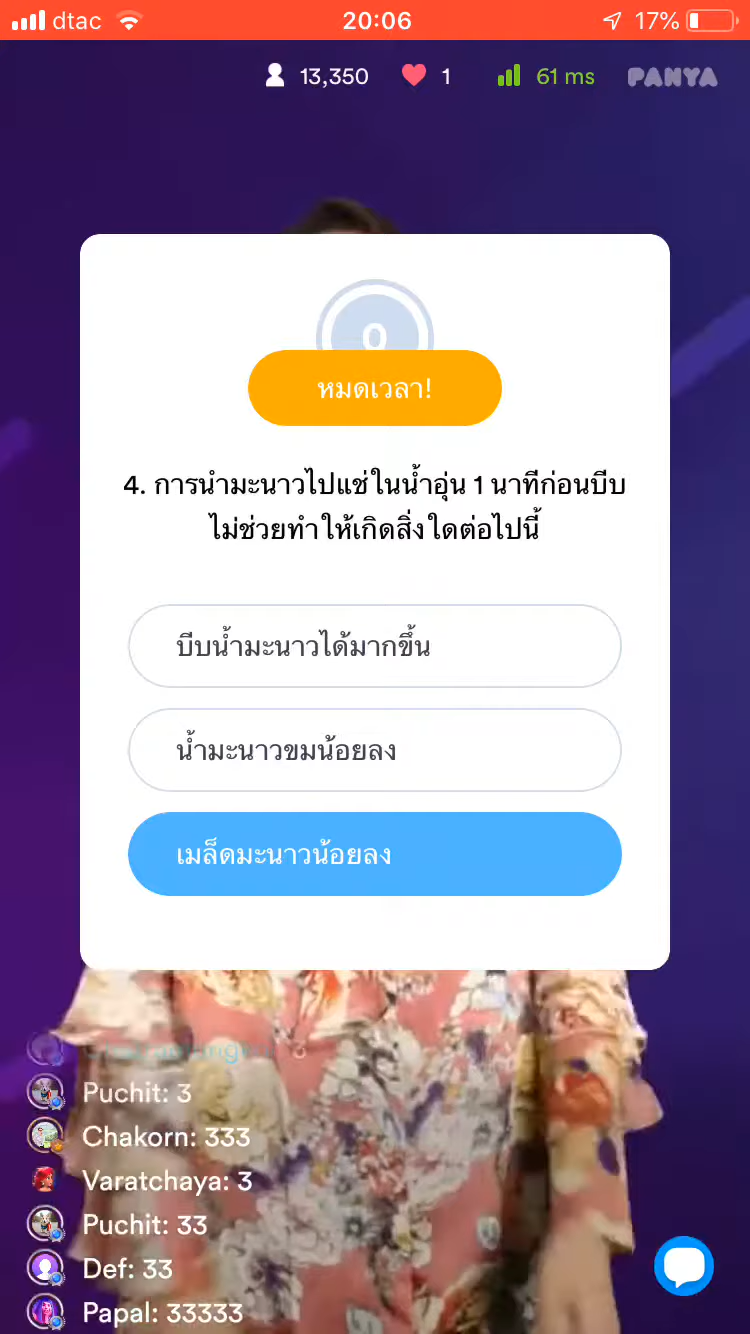 dtac 20:06 17%
13,350 1 61 ms PANYA
0
หมดเวลา!
4. การนำมะนาวไปแช่ในน้ำอุ่น 1 นาทีก่อนบีบ
ไม่ช่วยทำให้เกิดสิ่งใดต่อไปนี้
บีบน้ำมะนาวได้มากขึ้น
น้ำมะนาวขมน้อยลง
เมล็ดมะนาวน้อยลง
Puchit: 3
Chakorn: 333
Varatchaya: 3
Puchit: 33
Def: 33
Papal: 33333